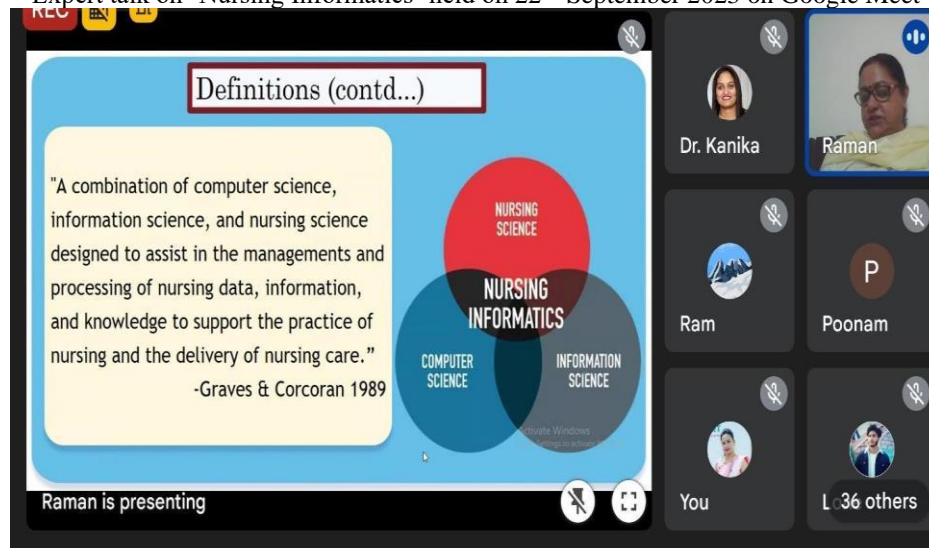 Expert talk on "Nursing Informatics" held on 22 September 2023 on Google Meet
REC
Definitions (contd...)
"A combination of computer science,
information science, and nursing science
designed to assist in the managements and
processing of nursing data, information,
and knowledge to support the practice of
nursing and the delivery of nursing care.”
-Graves & Corcoran 1989
NURSING
SCIENCE
NURSING
INFORMATICS
COMPUTER
SCIENCE
INFORMATION
SCIENCE
Activate Windows
Raman is presenting
Dr. Kanika
Raman
Ram
P
Poonam
You
36 others